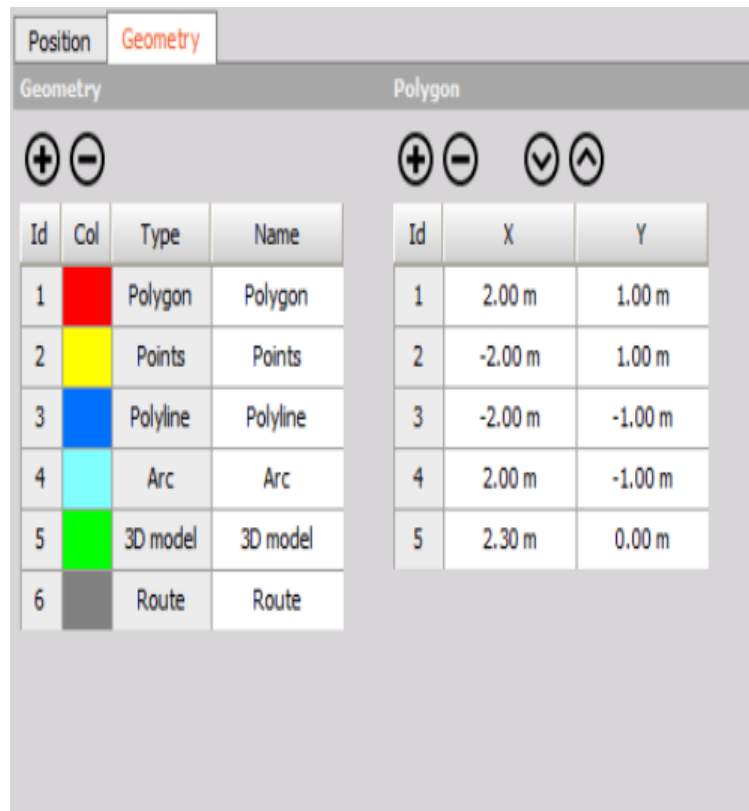 Position Geometry
Geometry Polygon
Id Col Type Name Id X Y
1 Polygon Polygon 1 2.00 m 1.00 m
2 Points Points 2 -2.00 m 1.00 m
3 Polyline Polyline 3 -2.00 m -1.00 m
4 Arc Arc 4 2.00 m -1.00 m
5 3D model 3D model 5 2.30 m 0.00 m
6 Route Route